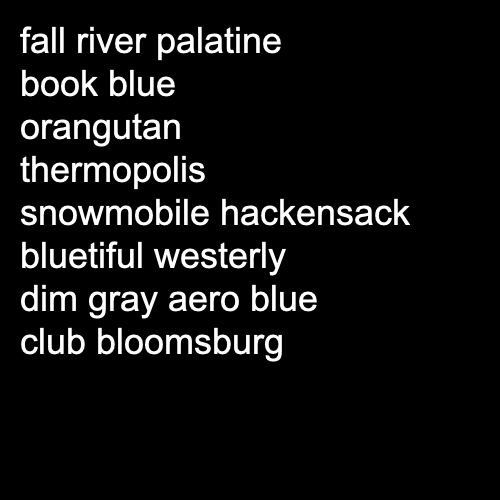 fall river palatine
book blue
orangutan
thermopolis
snowmobile hackensack
bluetiful westerly
dim gray aero blue
club bloomsburg